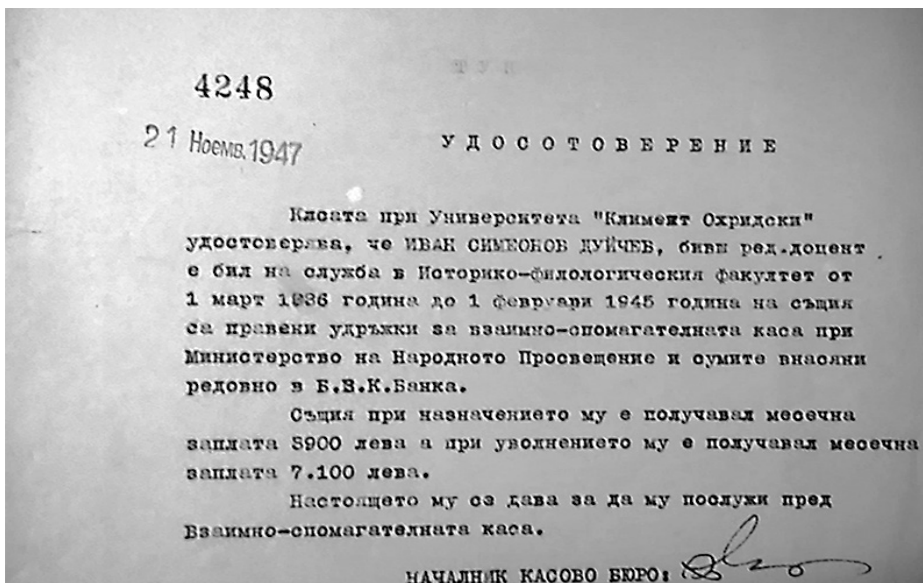 4248
21 Ноемв. 1947
УДОСОТОВЕРЕНИЕ
Касата при Университета "Климент Охридски"
удостоверява, че ИВАН СИМЕОНОВ ДУЙЧЕВ, бивш ред.доцент
е бил на служба в Историко-филологическия факултет от
1 март 1936 година до 1 февруари 1945 година на същия
са правени удръжки за взаимно-спомагателната каса при
Министерство на Народното Просвещение и сумите внасяни
редовно в Б.З.К.Банка.
Същия при назначението му е получавал месечна
заплата 3900 лева а при уволнението му е получавал месечна
заплата 7.100 лева.
Настоящето му се дава за да му послужи пред
Взаимно-спомагателната каса.
НАЧАЛНИК КАСОВО БЮРО: